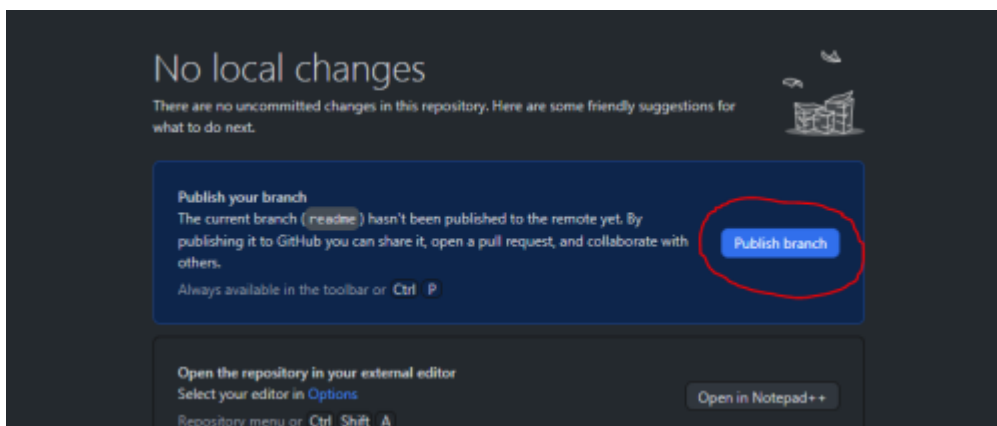 No local changes
There are no uncommitted changes in this repository. Here are some friendly suggestions for
what to do next.
Publish your branch
The current branch ( readme ) hasn't been published to the remote yet. By
publishing it to GitHub you can share it, open a pull request, and collaborate with
others.
Publish branch
Always available in the toolbar or Ctrl P
Open the repository in your external editor
Select your editor in Options
Open in Notepad++
Repository menu or Ctrl Shift A